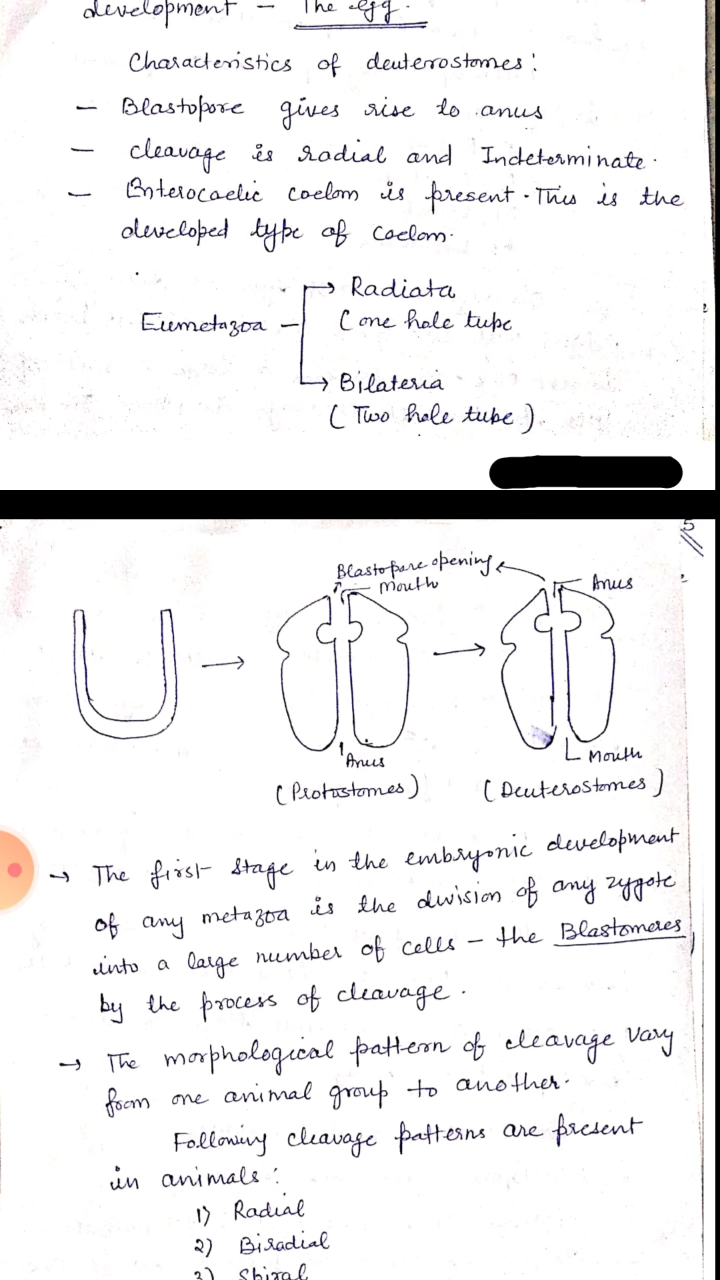 development - The egg.
Characteristics of deuterostomes:
- Blastopore gives rise to anus
- cleavage is radial and Indeterminate.
- Enterocaelic coelom is present. This is the
developed type of coelom.
Eumetazoa - → Radiata
(one hole tube
→ Bilateria
(Two hole tube)
5
Blastopore opening
Mouth
Anus
Anus
Mouth
(Protostomes)
(Deuterostomes)
→ The first stage in the embryonic development
of any metazoa is the division of any zygote
into a large number of cells - the Blastomeres,
by the process of cleavage.
→ The morphological pattern of cleavage vary
from one animal group to another.
Following cleavage patterns are present
in animals:
1) Radial
2) Biradial
3) Spiral